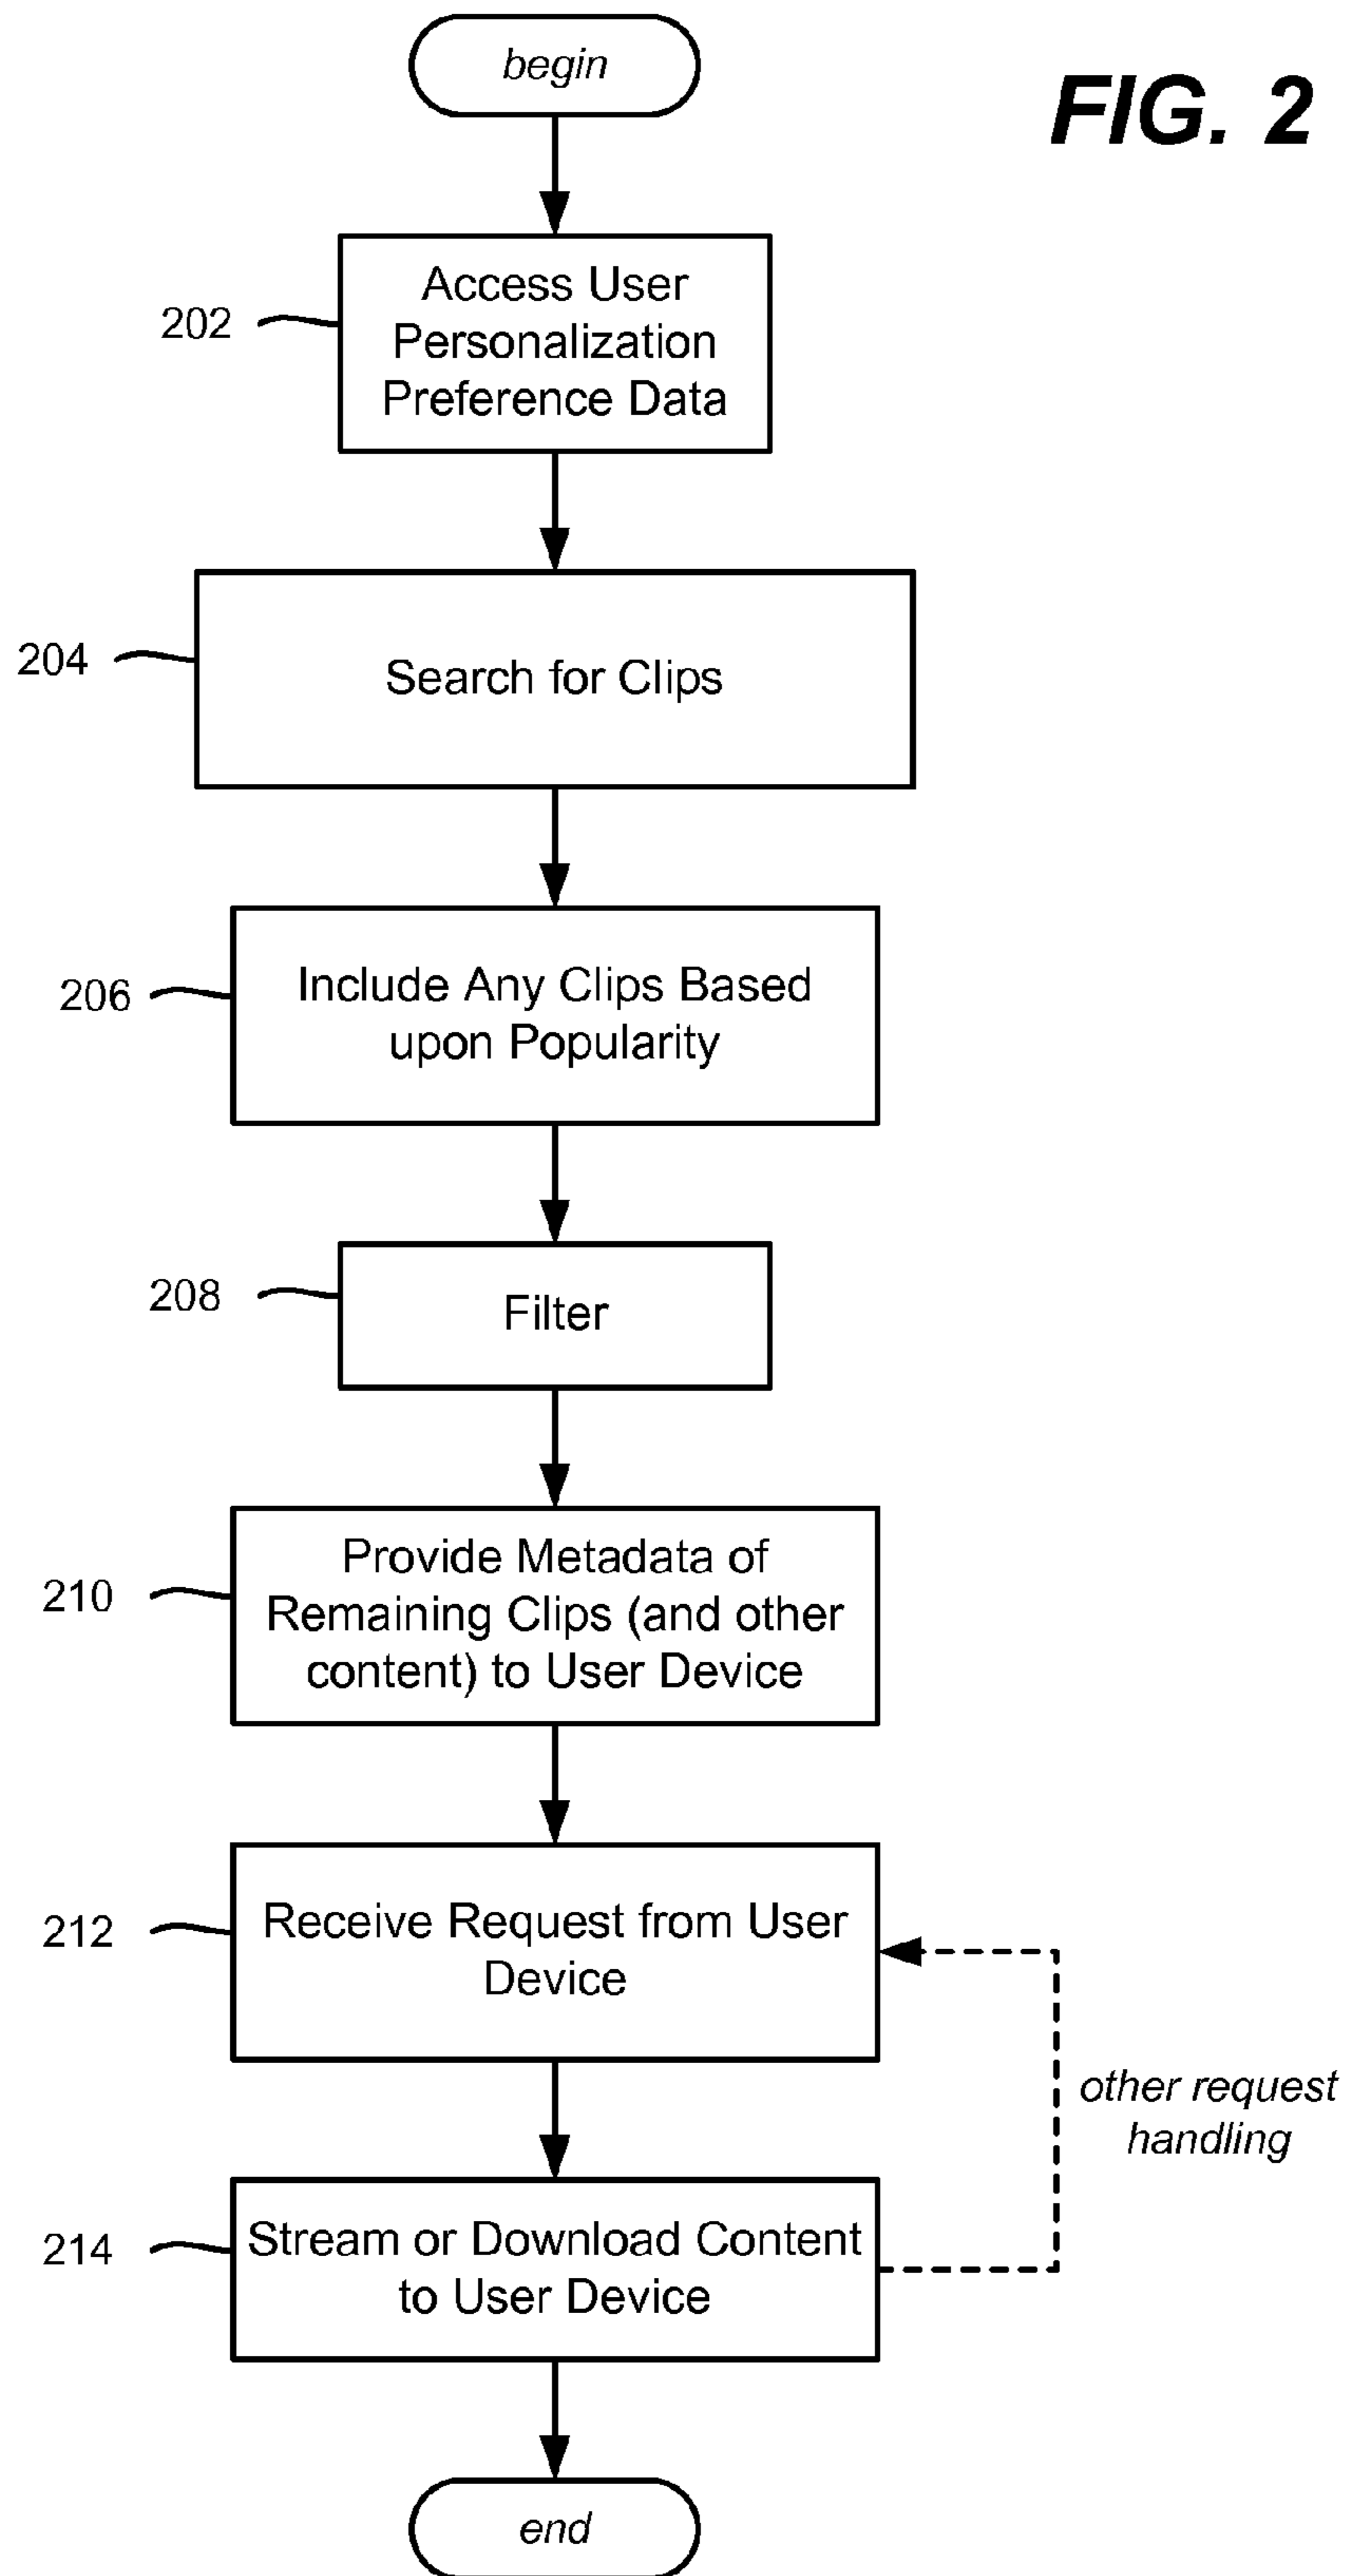 begin
FIG. 2
202
Access User
Personalization
Preference Data
204
Search for Clips
206
Include Any Clips Based
upon Popularity
208
Filter
210
Provide Metadata of
Remaining Clips (and other
content) to User Device
212
Receive Request from User
Device
other request
handling
214
Stream or Download Content
to User Device
end